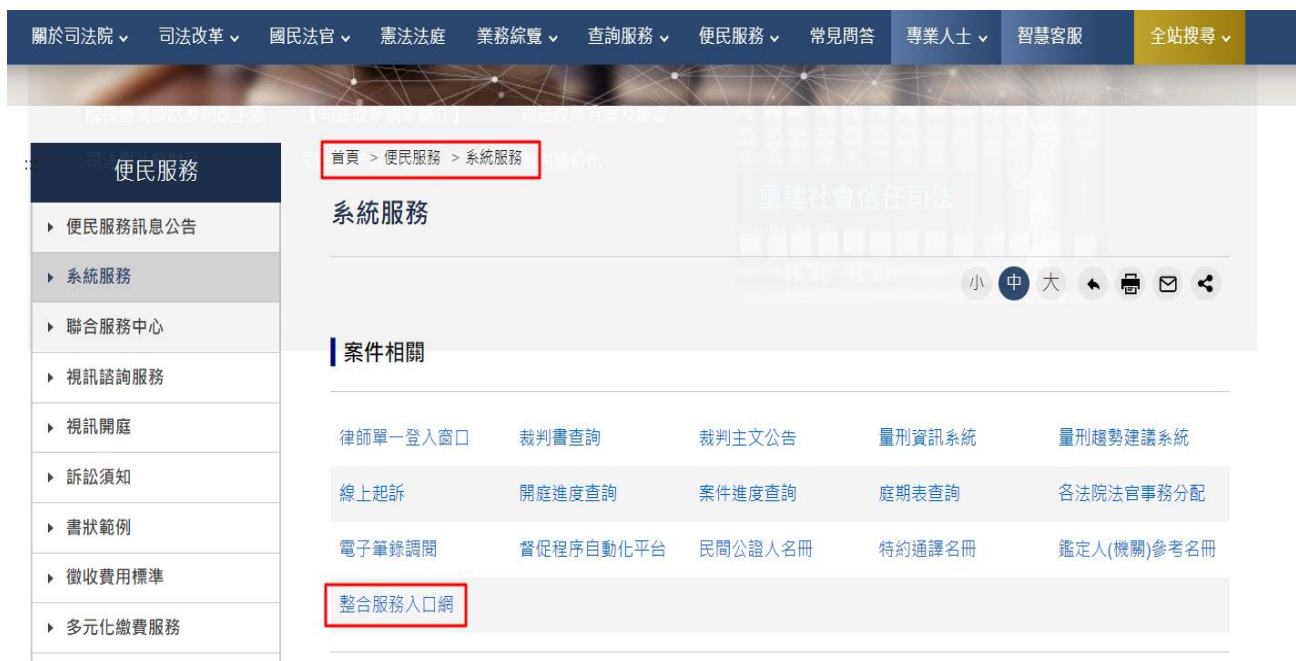 關於司法院 司法改革 國民法官 憲法法庭 業務綜覽 查詢服務 便民服務 常見問答 專業人士 智慧客服 全站搜尋
便民服務
便民服務訊息公告
系統服務
聯合服務中心
視訊諮詢服務
視訊開庭
訴訟須知
書狀範例
徵收費用標準
多元化繳費服務
首頁 > 便民服務 > 系統服務
重建社會信任司法
系統服務
小 中 大
案件相關
律師單一登入窗口 裁判書查詢 裁判主文公告 量刑資訊系統 量刑趨勢建議系統
線上起訴 開庭進度查詢 案件進度查詢 庭期表查詢 各法院法官事務分配
電子筆錄調閱 督促程序自動化平台 民間公證人名冊 特約通譯名冊 鑑定人(機關)參考名冊
整合服務入口網